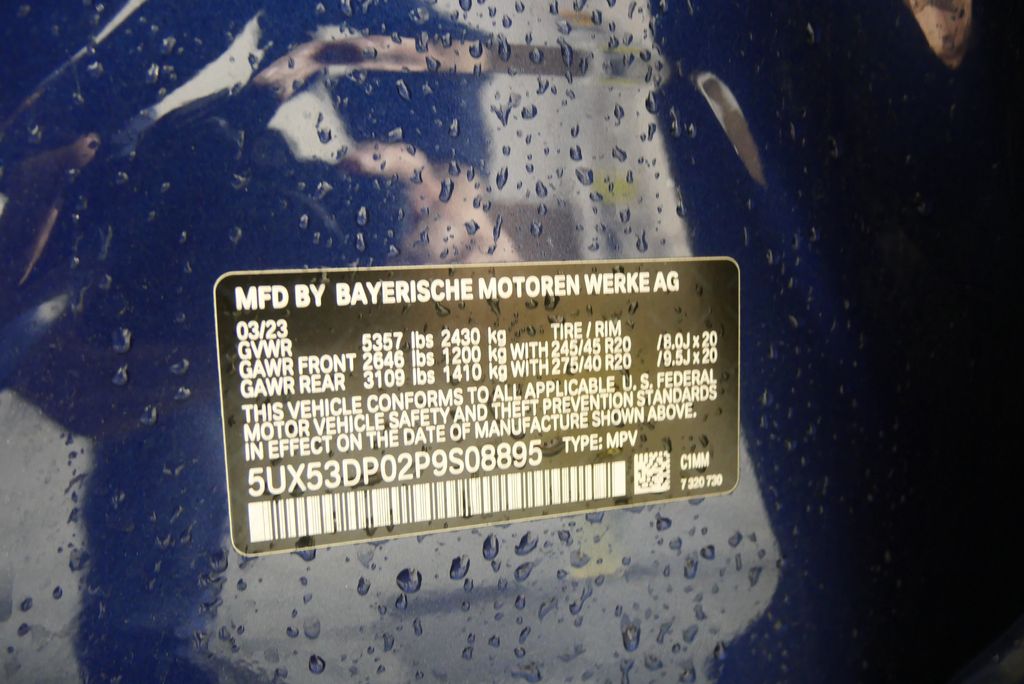 MFD BY BAYERISCHE MOTOREN WERKE AG
03/23 TIRE / RIM
GVWR 5357 lbs 2430 kg
GAWR FRONT 2646 lbs 1200 kg WITH 245/45 R20 /8.0J x 20
GAWR REAR 3109 lbs 1410 kg WITH 275/40 R20 /9.5J x 20
THIS VEHICLE CONFORMS TO ALL APPLICABLE U. S. FEDERAL
MOTOR VEHICLE SAFETY AND THEFT PREVENTION STANDARDS
IN EFFECT ON THE DATE OF MANUFACTURE SHOWN ABOVE.
5UX53DP02P9S08895 TYPE: MPV
C1MM
7 320 730